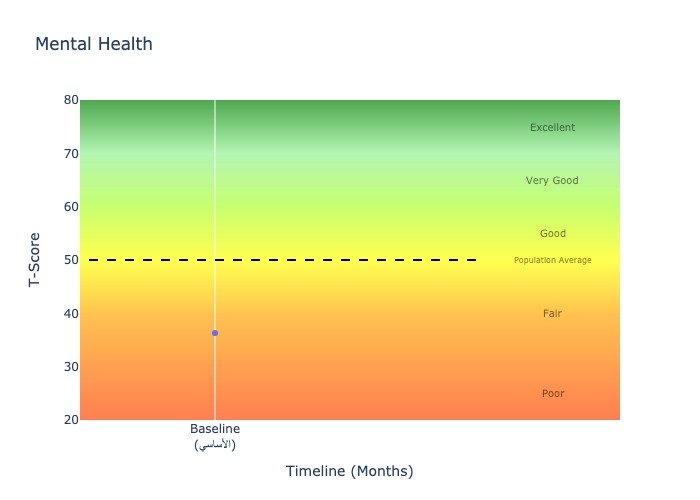 Mental Health
80
Excellent
70
Very Good
60
Good
50
Population Average
T-Score
40
Fair
30
Poor
20
Baseline
(الأساسي)
Timeline (Months)